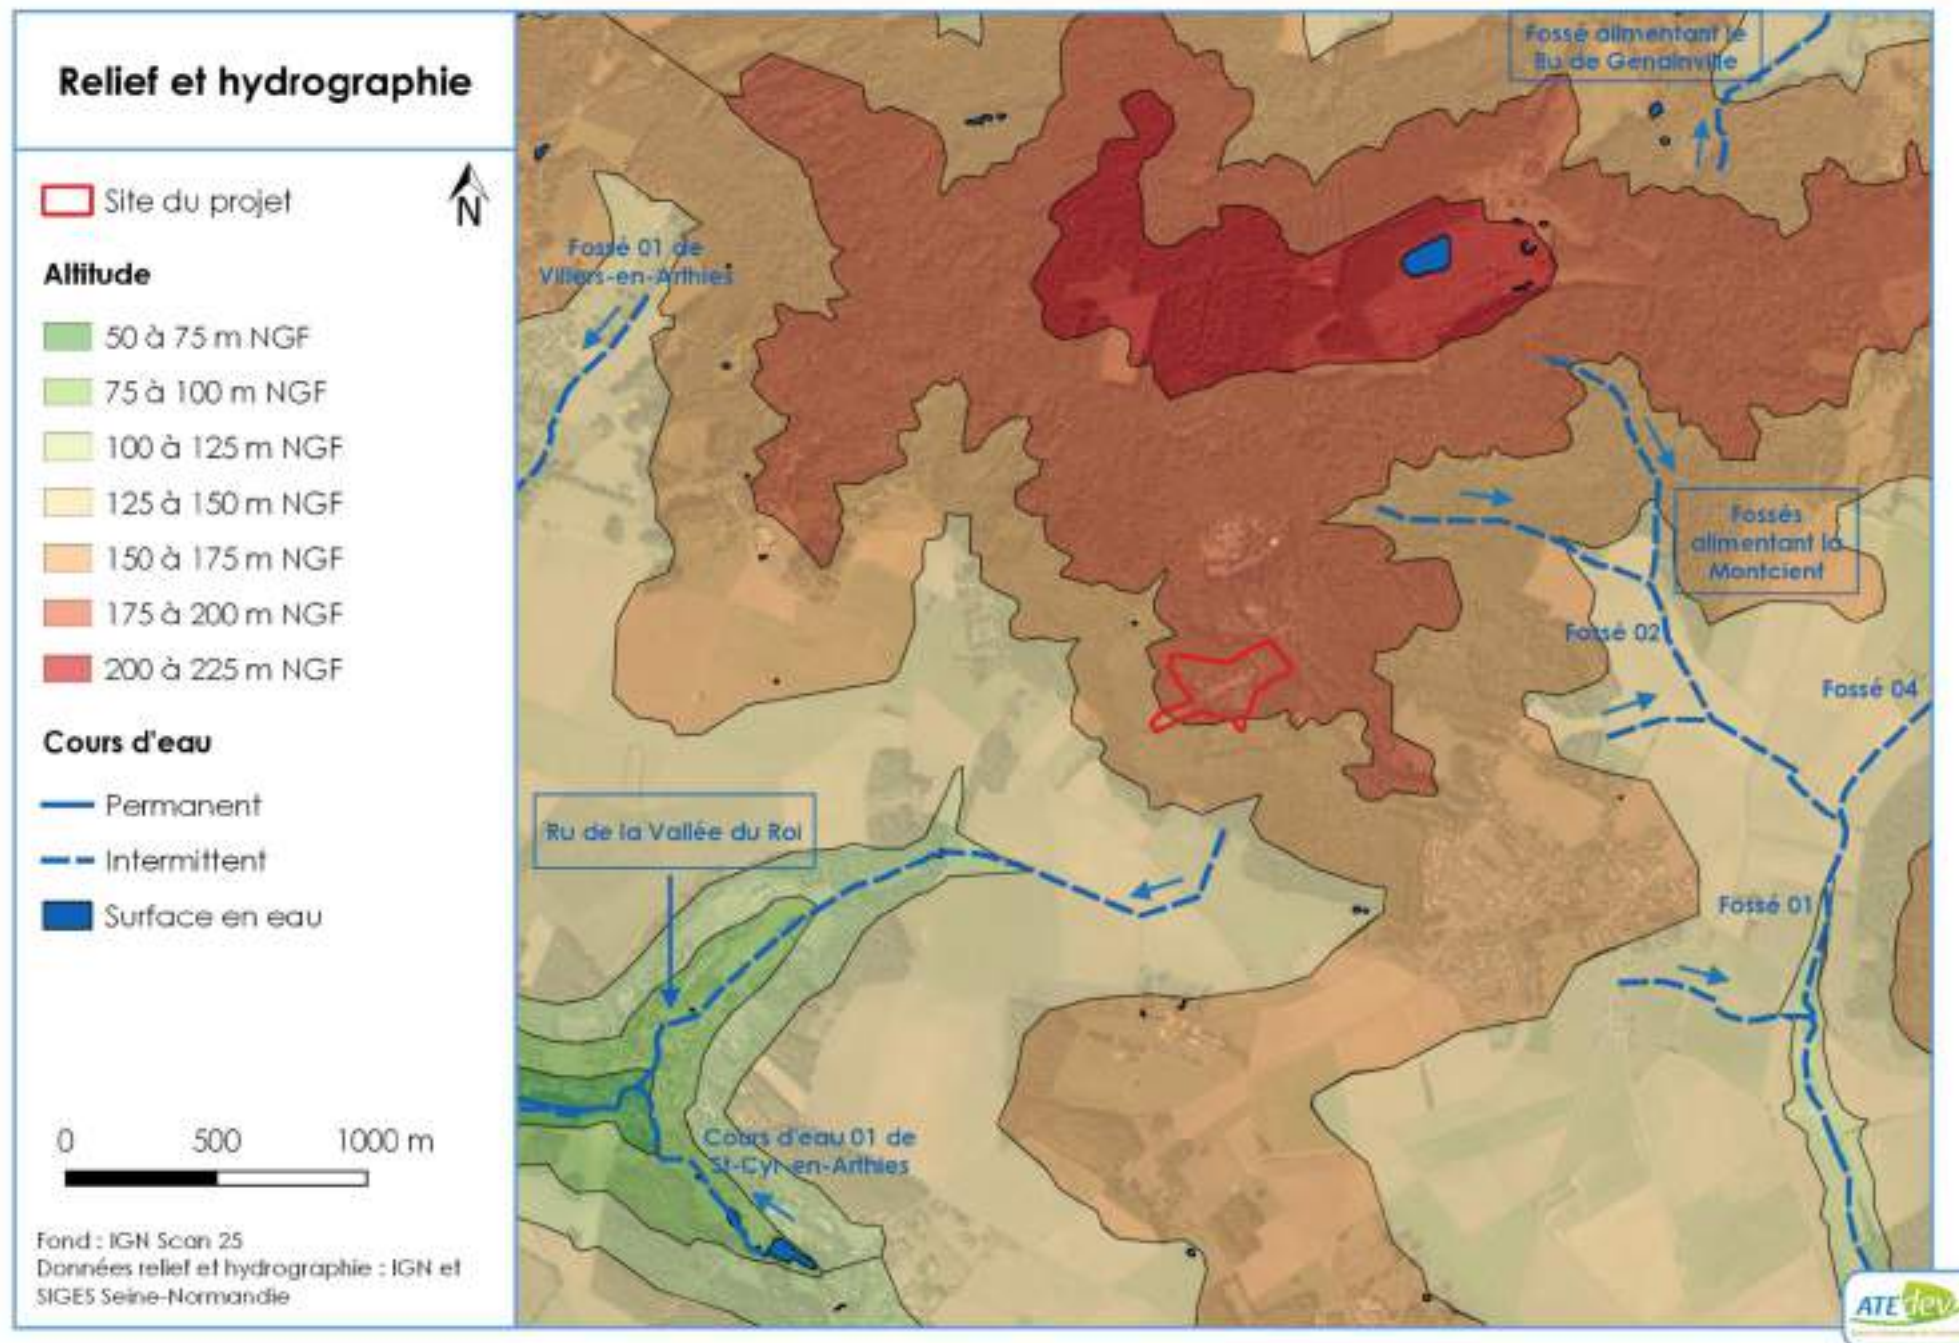 Relief et hydrographie
Site du projet
N
Altitude
50 à 75 m NGF
75 à 100 m NGF
100 à 125 m NGF
125 à 150 m NGF
150 à 175 m NGF
175 à 200 m NGF
200 à 225 m NGF
Cours d'eau
Permanent
Intermittent
Surface en eau
0 500 1000 m
Fond : IGN Scan 25
Données relief et hydrographie : IGN et
SIGES Seine-Normandie
Fossé alimentant le
Ru de Genainville
Fossé 01 de
Villers-en-Arthies
Fossés
alimentant la
Montcient
Fossé 02
Fossé 04
Ru de la Vallée du Roi
Fossé 01
Cours d'eau 01 de
St-Cyr-en-Arthies
ATE dev